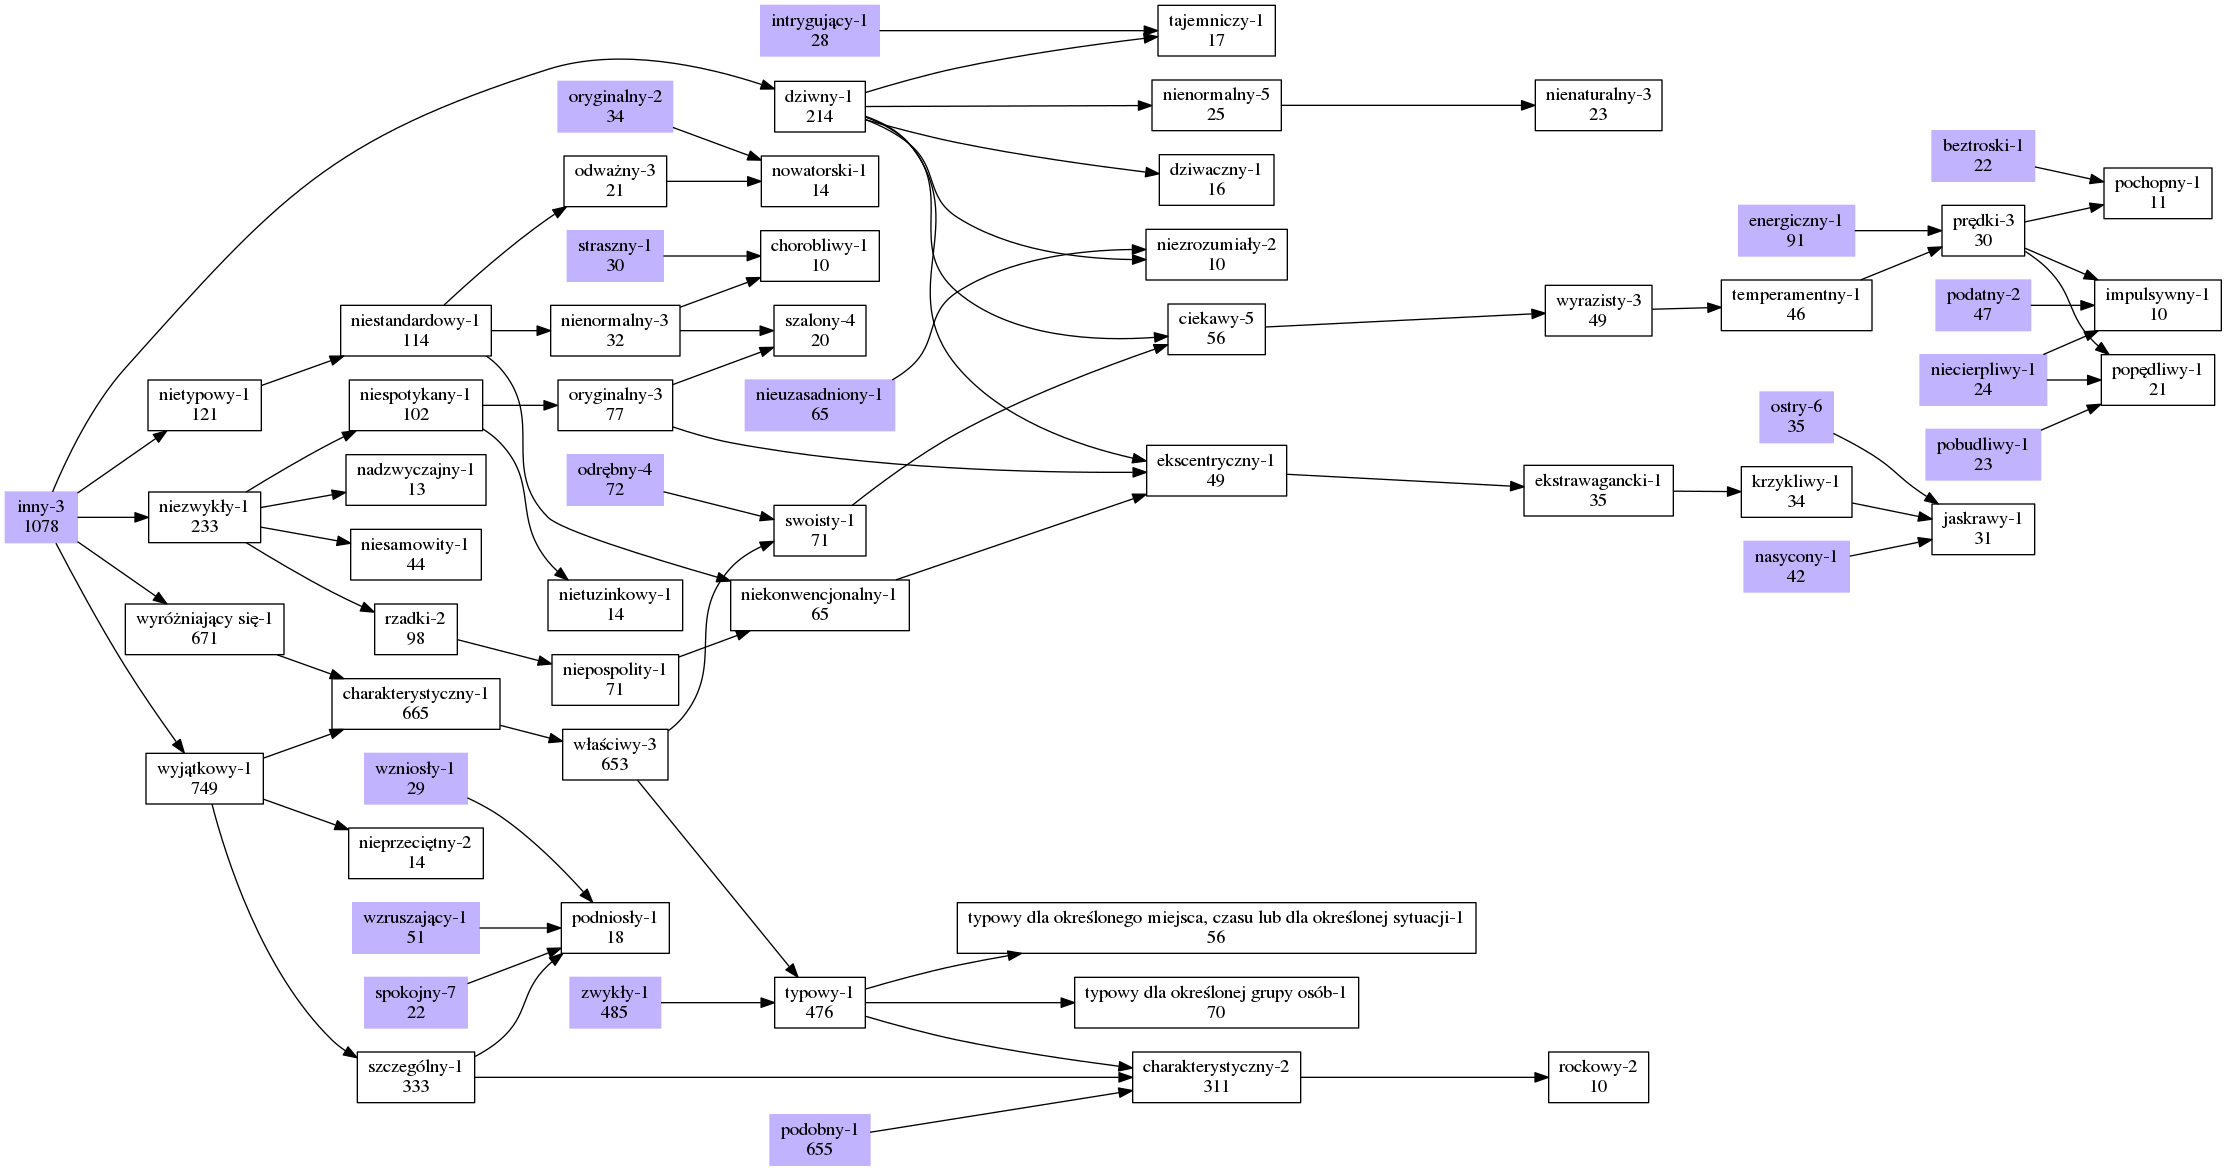 intrygujący-1
28
tajemniczy-1
17
oryginalny-2
34
dziwny-1
214
nienormalny-5
25
nienaturalny-3
23
odważny-3
21
nowatorski-1
14
dziwaczny-1
16
beztroski-1
22
pochopny-1
11
straszny-1
30
chorobliwy-1
10
niezrozumiały-2
10
energiczny-1
91
prędki-3
30
niestandardowy-1
114
nienormalny-3
32
szalony-4
20
ciekawy-5
56
wyrazisty-3
49
temperamentny-1
46
podatny-2
47
impulsywny-1
10
nietypowy-1
121
niespotykany-1
102
oryginalny-3
77
nieuzasadniony-1
65
niecierpliwy-1
24
popędliwy-1
21
ostry-6
35
nadzwyczajny-1
13
odrębny-4
72
ekscentryczny-1
49
pobudliwy-1
23
inny-3
1078
niezwykły-1
233
swoisty-1
71
ekstrawagancki-1
35
krzykliwy-1
34
jaskrawy-1
31
niesamowity-1
44
nasycony-1
42
wyróżniający się-1
671
rzadki-2
98
nietuzinkowy-1
14
niekonwencjonalny-1
65
niepospolity-1
71
charakterystyczny-1
665
właściwy-3
653
wyjątkowy-1
749
wzniosły-1
29
nieprzeciętny-2
14
wzruszający-1
51
podniosły-1
18
typowy dla określonego miejsca, czasu lub dla określonej sytuacji-1
56
spokojny-7
22
zwykły-1
485
typowy-1
476
typowy dla określonej grupy osób-1
70
szczególny-1
333
charakterystyczny-2
311
rockowy-2
10
podobny-1
655